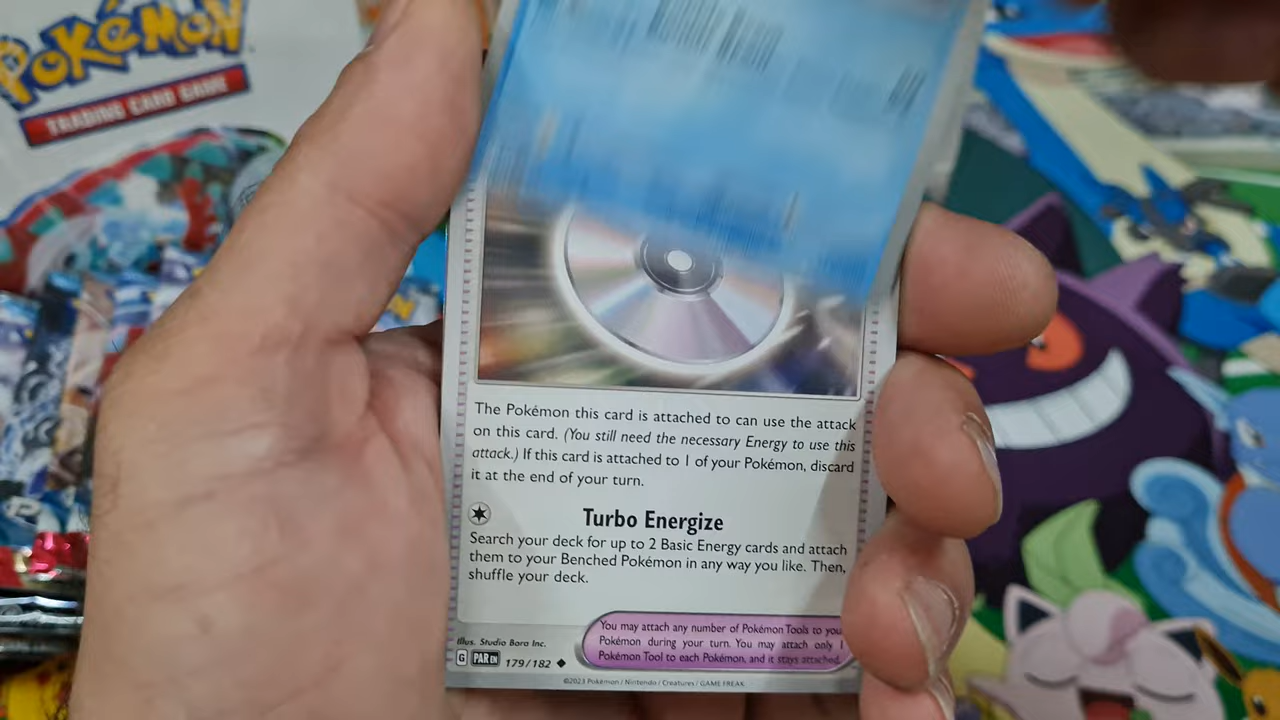 POKéMON
TRADING CARD GAME
The Pokémon this card is attached to can use the attack
on this card. (You still need the necessary Energy to use this
attack.) If this card is attached to 1 of your Pokémon, discard
it at the end of your turn.
Turbo Energize
Search your deck for up to 2 Basic Energy cards and attach
them to your Benched Pokémon in any way you like. Then,
shuffle your deck.
You may attach any number of Pokémon Tools to you
Pokémon during your turn. You may attach only 1
Pokémon Tool to each Pokémon, and it stays attached.
Illus. Studio Bora Inc.
G PAR EN 179/182
©2023 Pokémon / Nintendo / Creatures / GAME FREAK